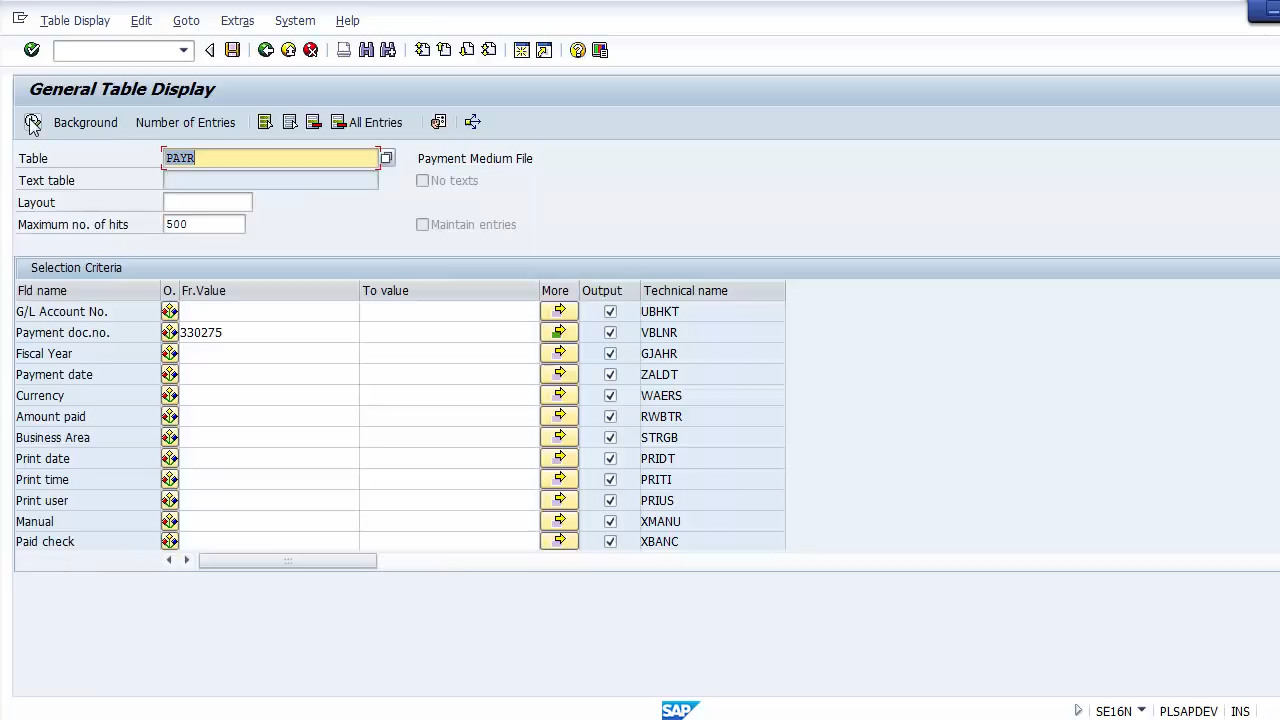 Table Display Edit Goto Extras System Help
General Table Display
Background Number of Entries All Entries
Table PAYR Payment Medium File
Text table No texts
Layout
Maximum no. of hits 500 Maintain entries
Selection Criteria
Fld name O. Fr.Value To value More Output Technical name
G/L Account No. UBHKT
Payment doc.no. 330275 VBLNR
Fiscal Year GJAHR
Payment date ZALDT
Currency WAERS
Amount paid RWBTR
Business Area STRGB
Print date PRIDT
Print time PRITI
Print user PRIUS
Manual XMANU
Paid check XBANC
SAP SE16N PLSAPDEV INS